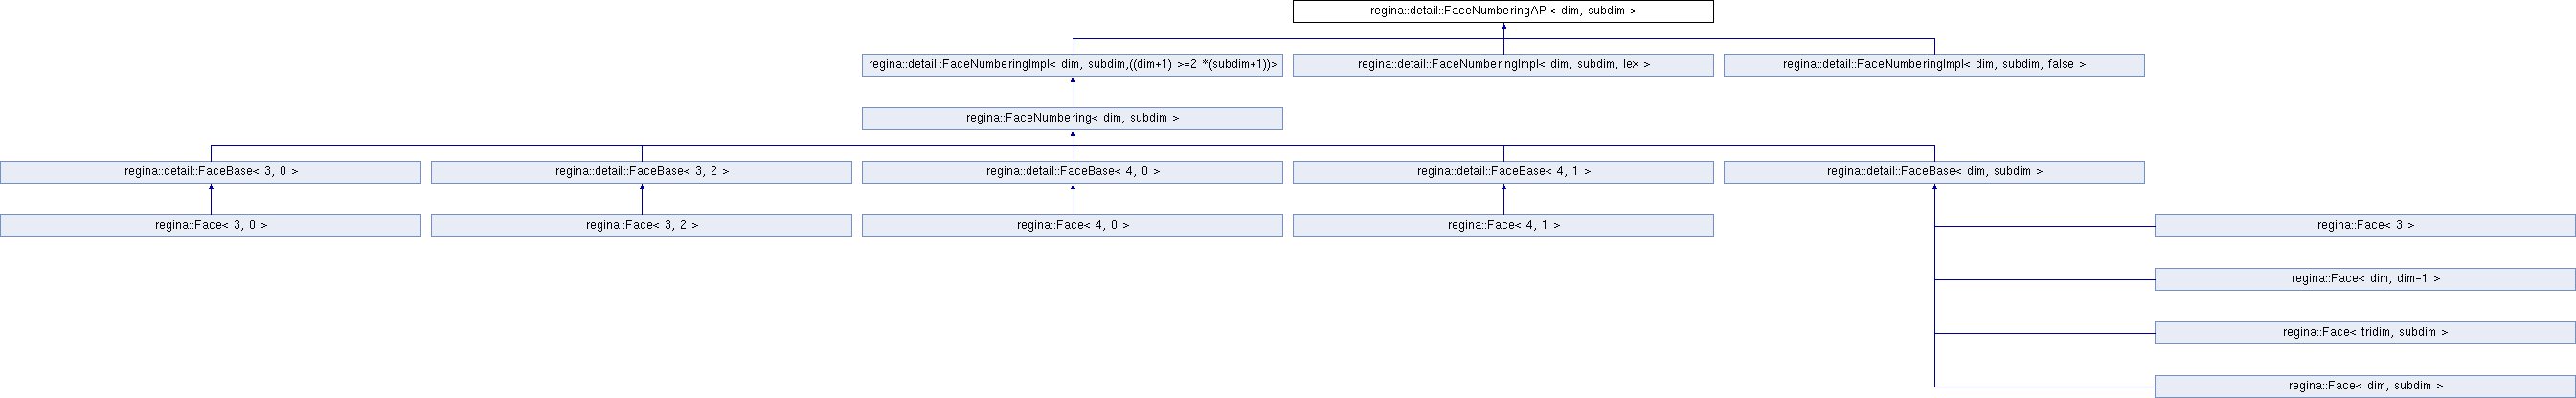 regina::detail::FaceNumberingAPI< dim, subdim >
regina::detail::FaceNumberingImpl< dim, subdim,((dim+1) >=2 *(subdim+1))>
regina::detail::FaceNumberingImpl< dim, subdim, lex >
regina::detail::FaceNumberingImpl< dim, subdim, false >
regina::FaceNumbering< dim, subdim >
regina::detail::FaceBase< 3, 0 >
regina::detail::FaceBase< 3, 2 >
regina::detail::FaceBase< 4, 0 >
regina::detail::FaceBase< 4, 1 >
regina::detail::FaceBase< dim, subdim >
regina::Face< 3, 0 >
regina::Face< 3, 2 >
regina::Face< 4, 0 >
regina::Face< 4, 1 >
regina::Face< 3 >
regina::Face< dim, dim-1 >
regina::Face< tridim, subdim >
regina::Face< dim, subdim >